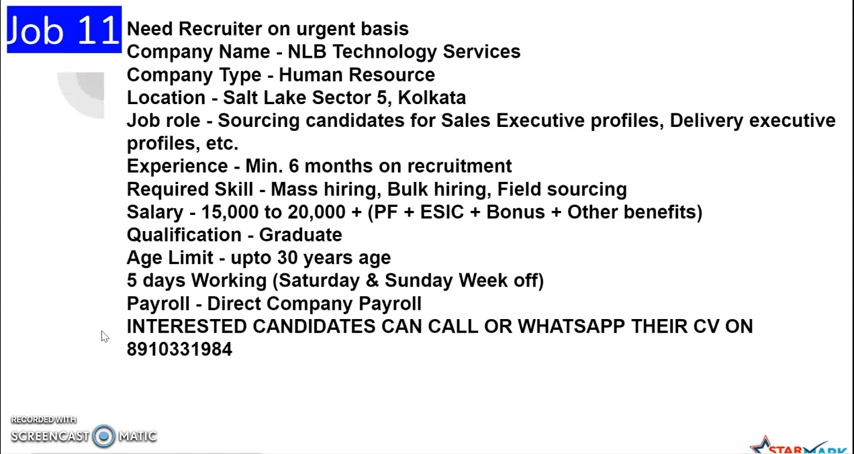 Job 11
Need Recruiter on urgent basis
Company Name - NLB Technology Services
Company Type - Human Resource
Location - Salt Lake Sector 5, Kolkata
Job role - Sourcing candidates for Sales Executive profiles, Delivery executive
profiles, etc.
Experience - Min. 6 months on recruitment
Required Skill - Mass hiring, Bulk hiring, Field sourcing
Salary - 15,000 to 20,000 + (PF + ESIC + Bonus + Other benefits)
Qualification - Graduate
Age Limit - upto 30 years age
5 days Working (Saturday & Sunday Week off)
Payroll - Direct Company Payroll
INTERESTED CANDIDATES CAN CALL OR WHATSAPP THEIR CV ON
8910331984
RECORDED WITH
SCREENCAST MATIC
STARMARK